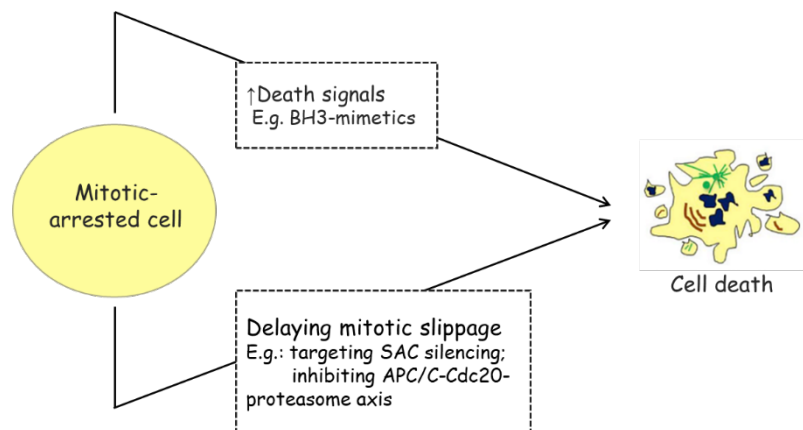 ↑Death signals
E.g. BH3-mimetics
Mitotic-
arrested cell
Cell death
Delaying mitotic slippage
E.g.: targeting SAC silencing;
inhibiting APC/C-Cdc20-
proteasome axis